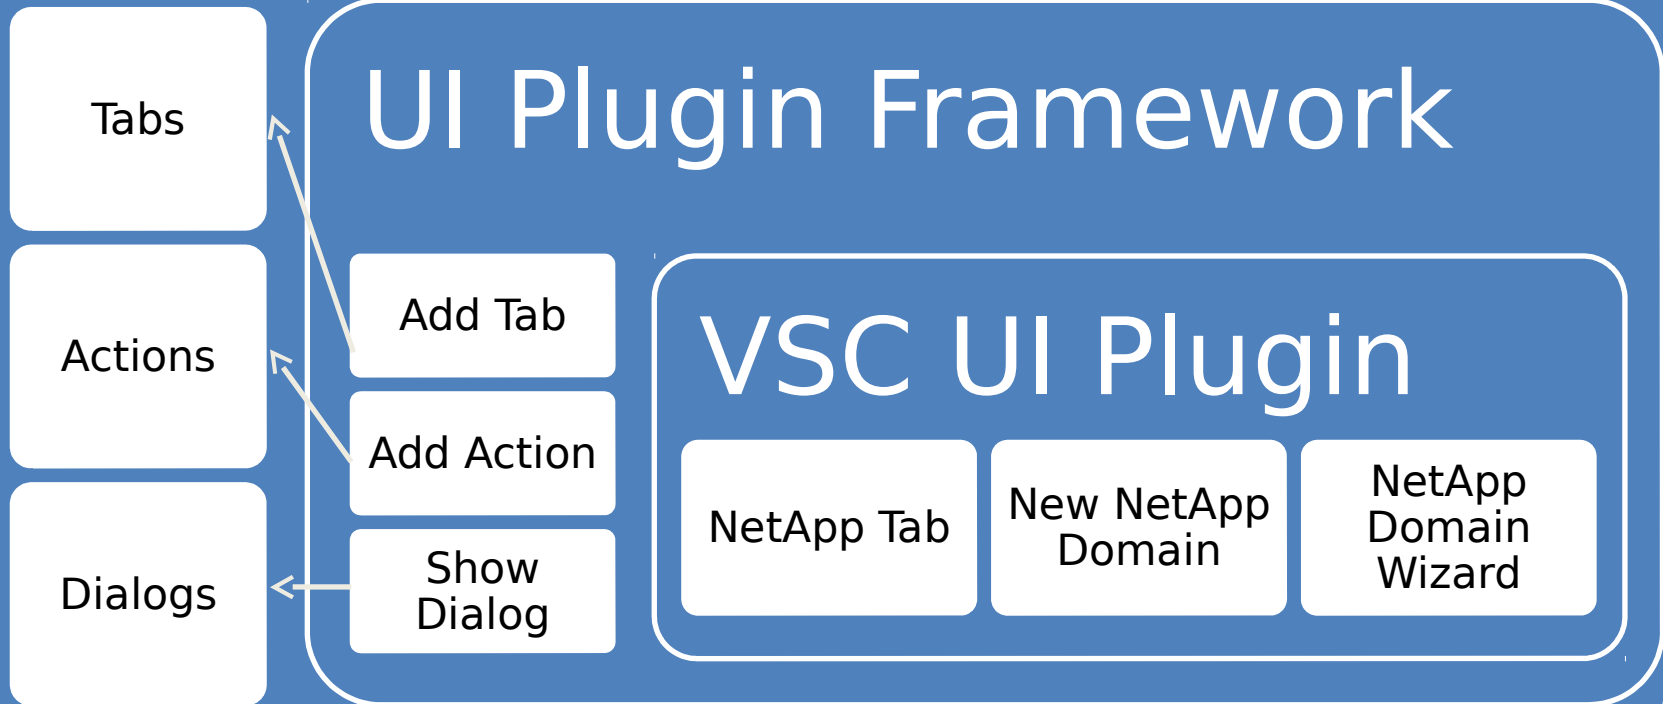 Tabs
Actions
Dialogs
UI Plugin Framework
Add Tab
Add Action
Show
Dialog
VSC UI Plugin
NetApp Tab
New NetApp
Domain
NetApp
Domain
Wizard